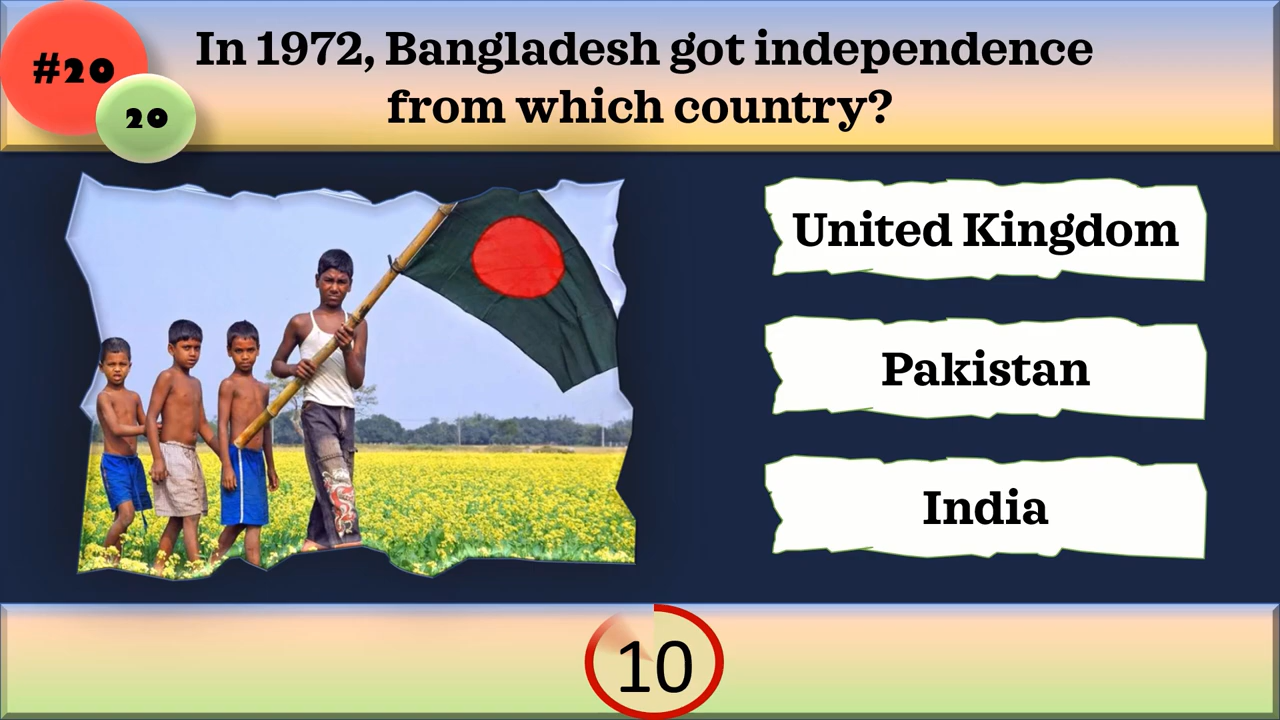 #20
20
In 1972, Bangladesh got independence
from which country?
United Kingdom
Pakistan
India
10